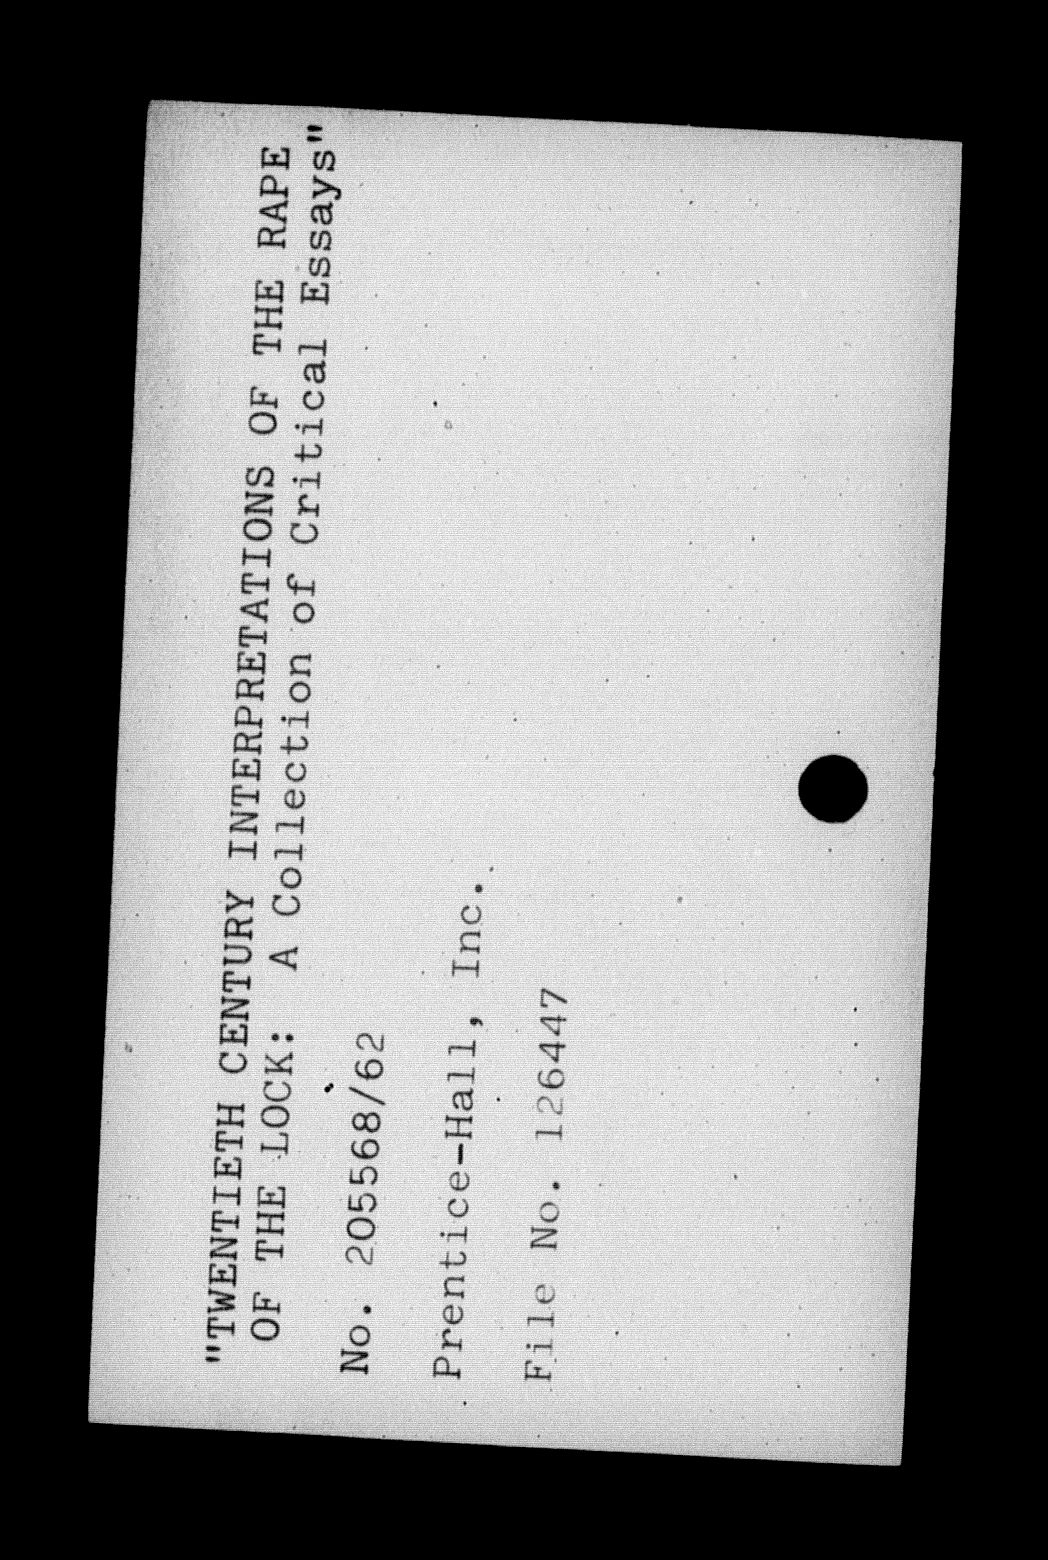 "TWENTIETH CENTURY INTERPRETATIONS OF THE RAPE
OF THE LOCK: A Collection of Critical Essays"
No. 205568/62
Prentice-Hall, Inc.
File No. 126447